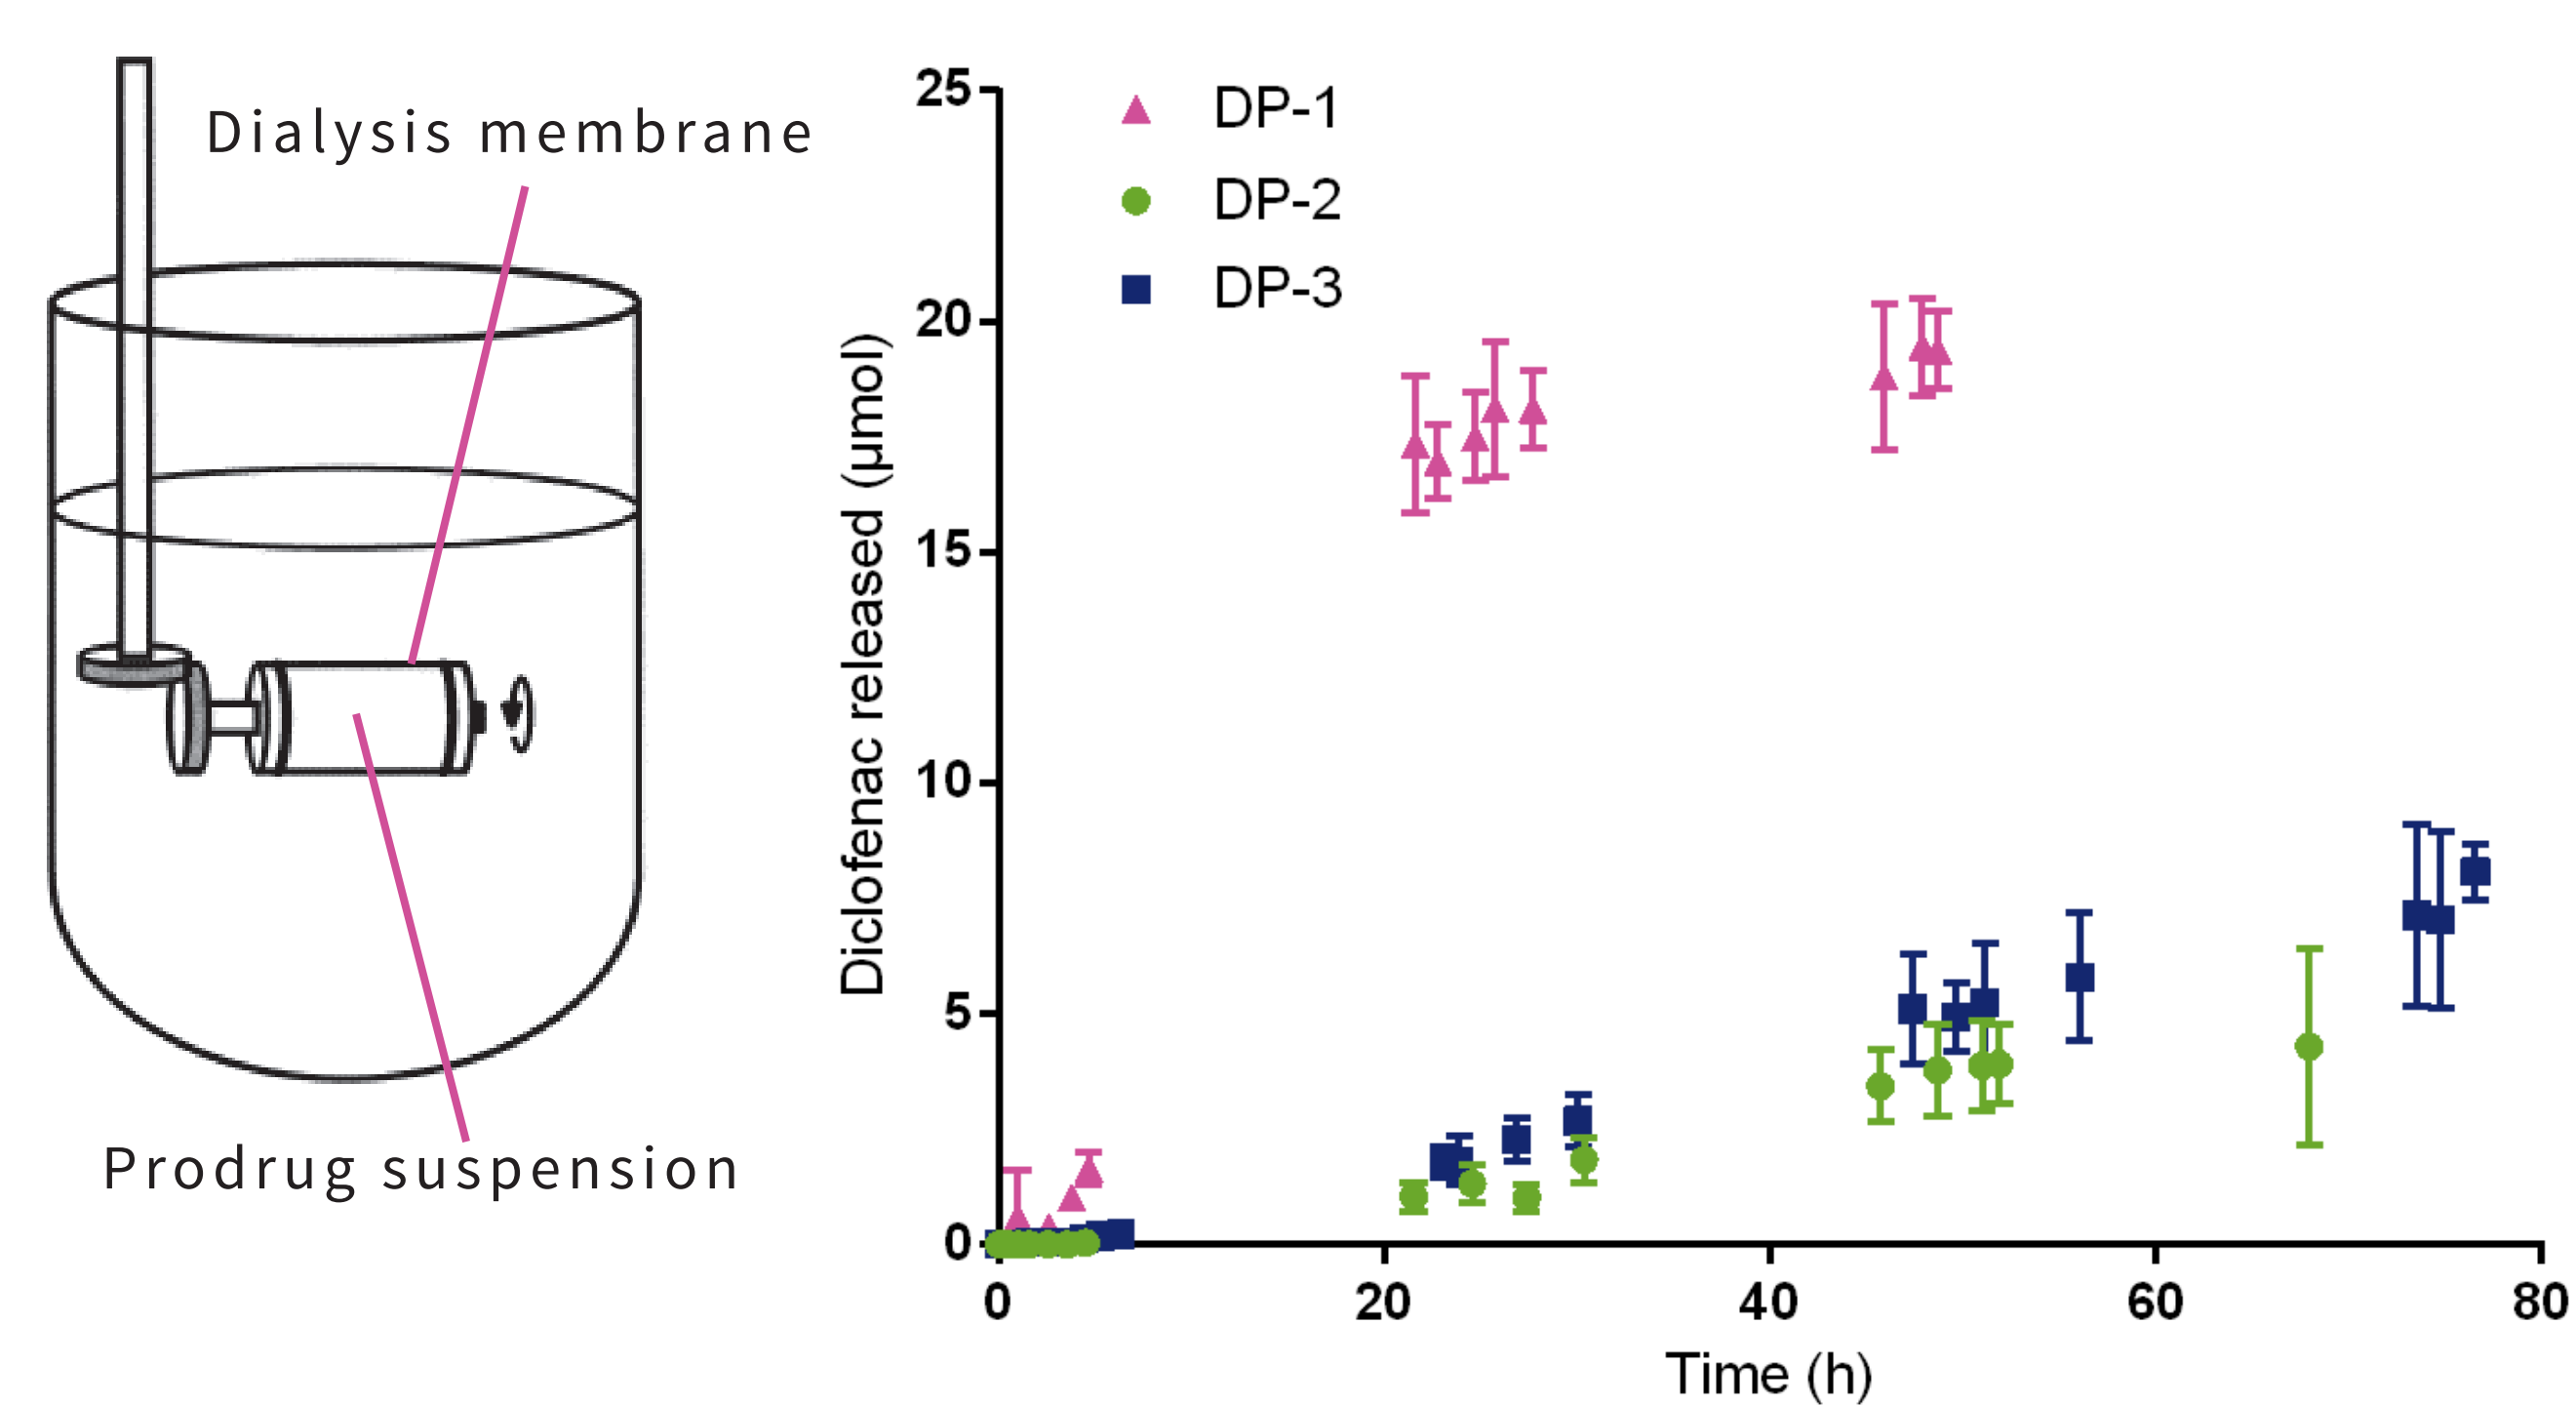 Dialysis membrane
Prodrug suspension
25
20
15
10
5
0
Diclofenac released (µmol)
DP-1
DP-2
DP-3
0 20 40 60 80
Time (h)